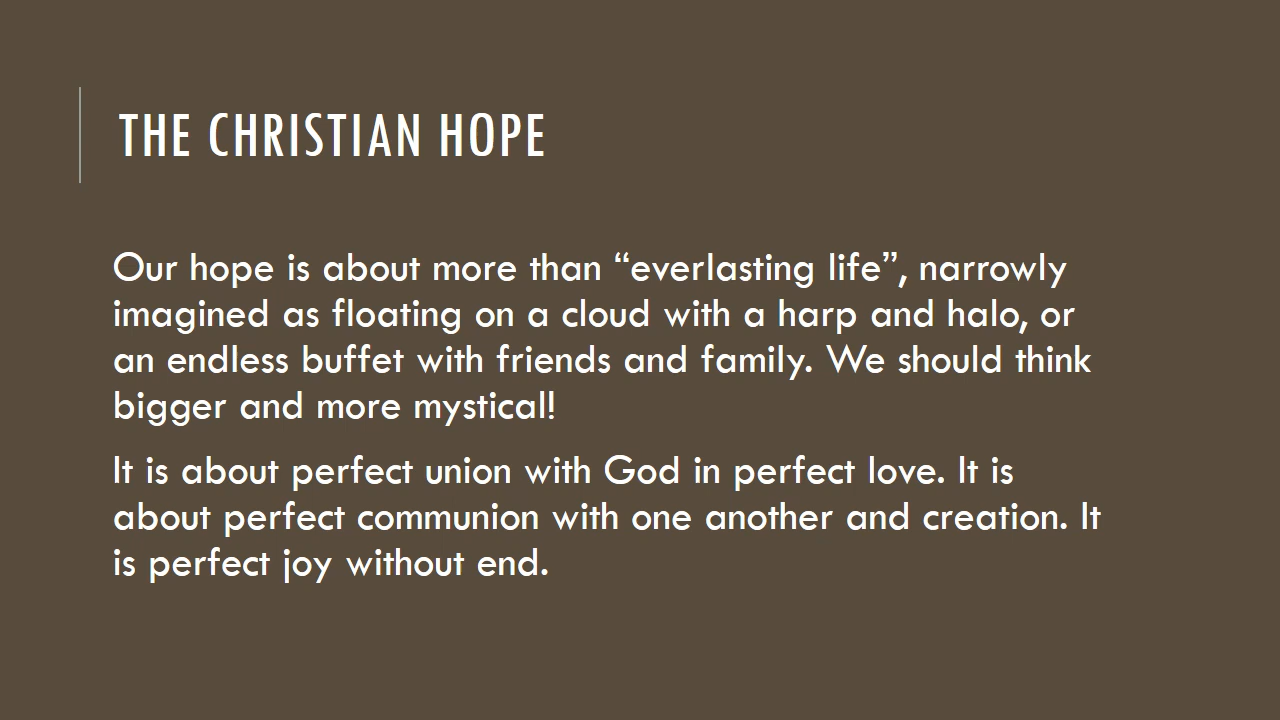 THE CHRISTIAN HOPE
Our hope is about more than “everlasting life”, narrowly
imagined as floating on a cloud with a harp and halo, or
an endless buffet with friends and family. We should think
bigger and more mystical!
It is about perfect union with God in perfect love. It is
about perfect communion with one another and creation. It
is perfect joy without end.